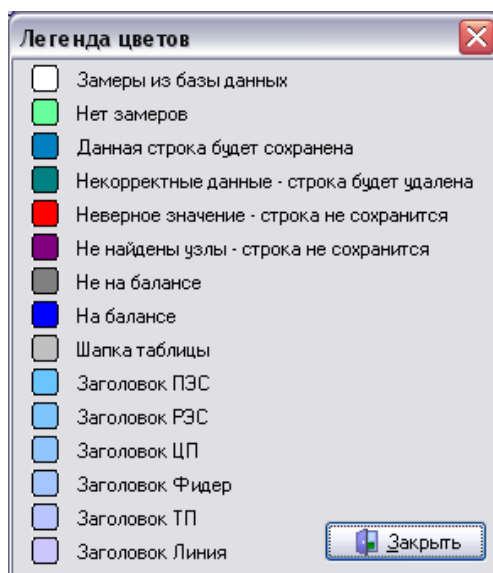 Легенда цветов
Замеры из базы данных
Нет замеров
Данная строка будет сохранена
Некорректные данные - строка будет удалена
Неверное значение - строка не сохранится
Не найдены узлы - строка не сохранится
Не на балансе
На балансе
Шапка таблицы
Заголовок ПЭС
Заголовок РЭС
Заголовок ЦП
Заголовок Фидер
Заголовок ТП
Заголовок Линия
Закрыть